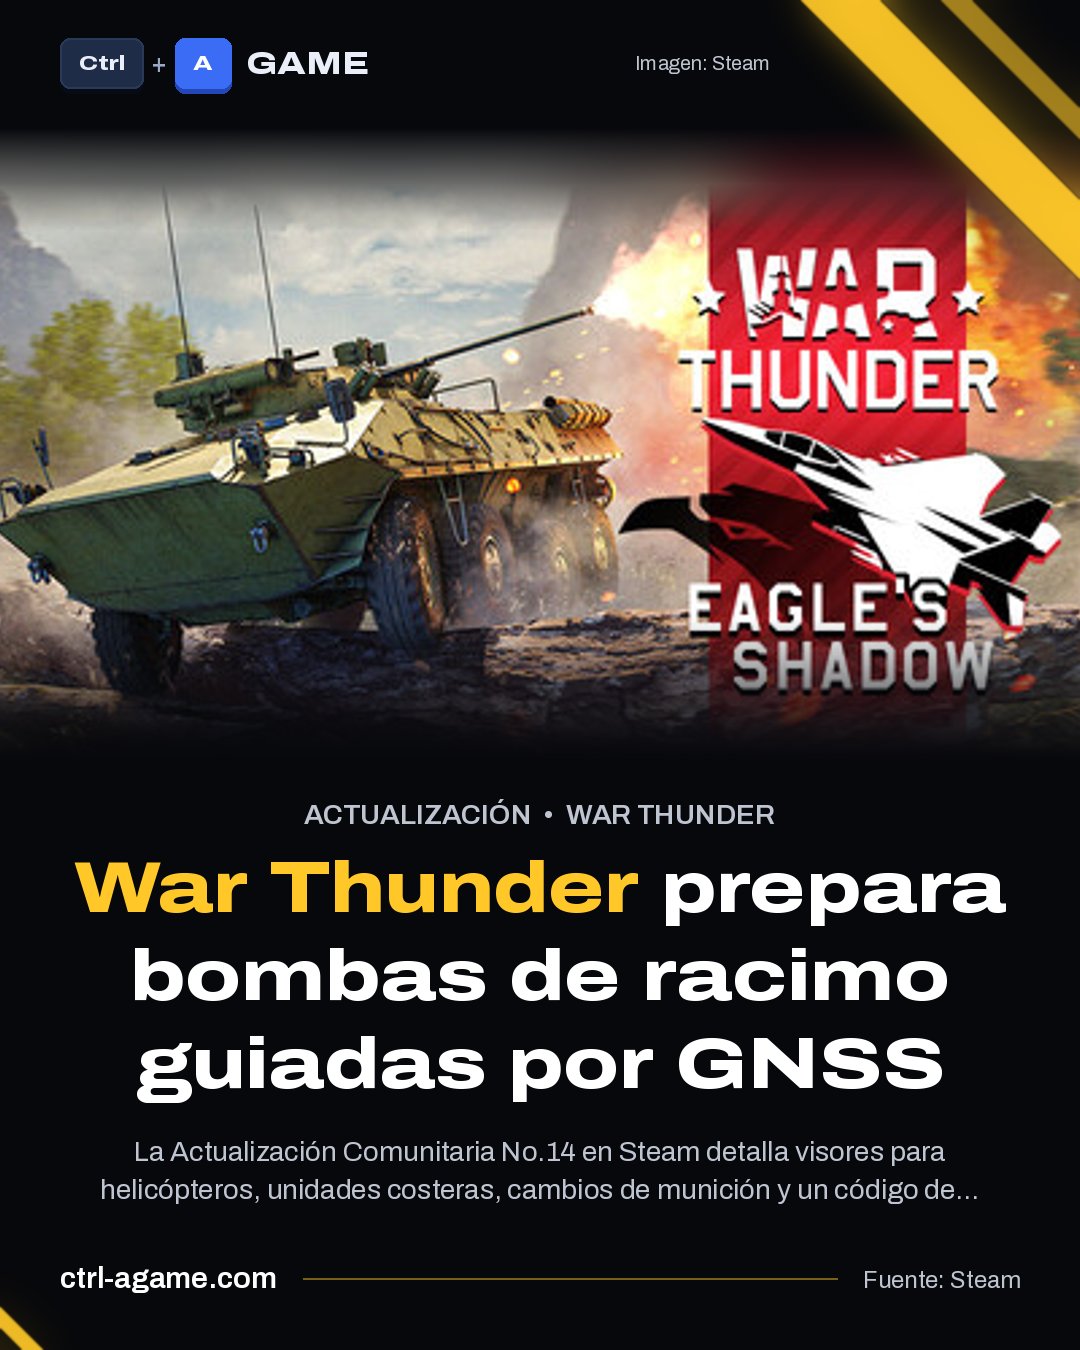 Ctrl + A GAME
Imagen: Steam
WAR
THUNDER
EAGLE'S
SHADOW
ACTUALIZACIÓN • WAR THUNDER
War Thunder prepara
bombas de racimo
guiadas por GNSS
La Actualización Comunitaria No.14 en Steam detalla visores para
helicópteros, unidades costeras, cambios de munición y un código de...
ctrl-agame.com
Fuente: Steam